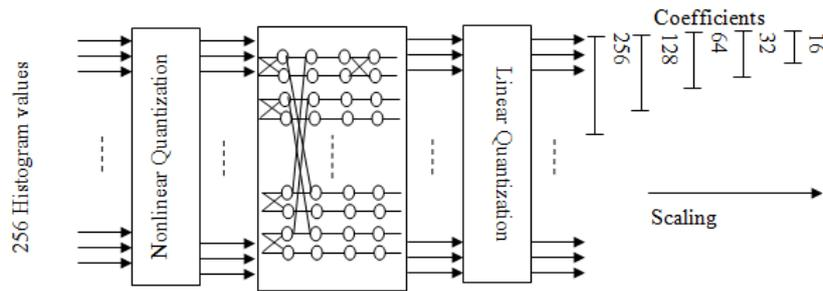 256 Histogram values
Nonlinear Quantization
Linear Quantization
Coefficients
256
128
64
32
16
Scaling